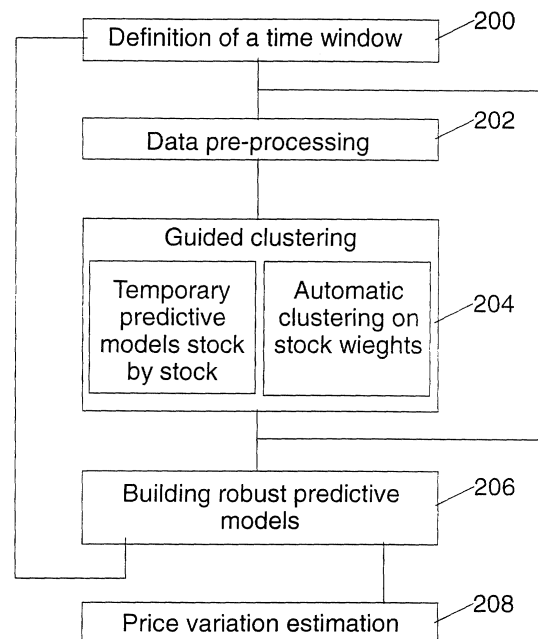 Definition of a time window
200
Data pre-processing
202
Guided clustering
Temporary
predictive
models stock
by stock
Automatic
clustering on
stock wieghts
204
Building robust predictive
models
206
Price variation estimation
208